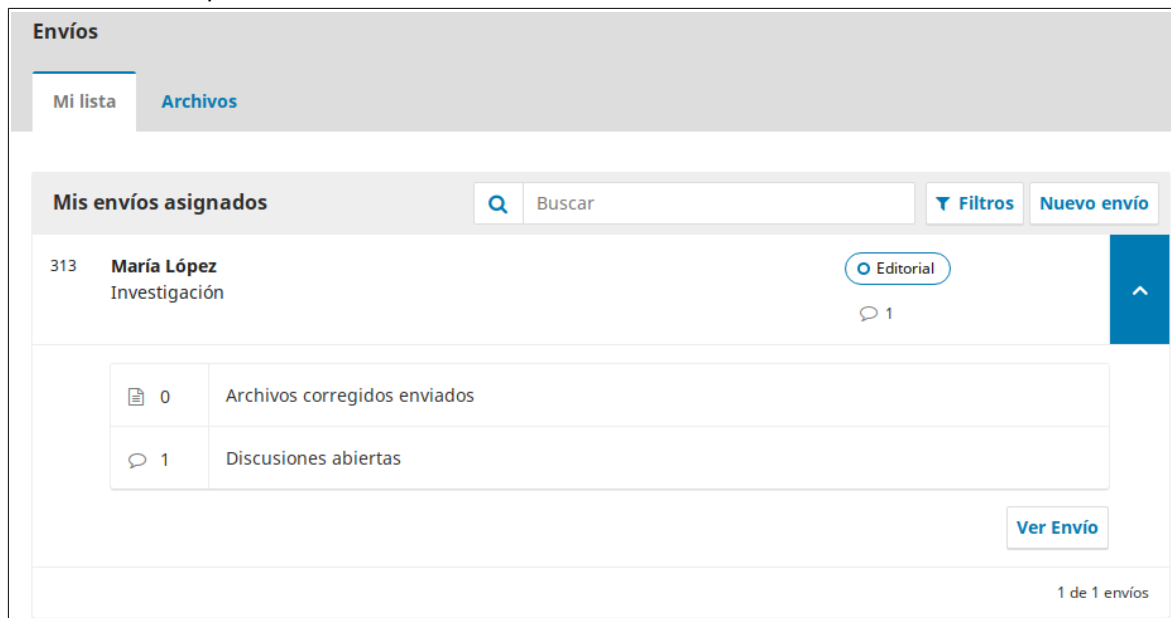 Envíos
Mi lista Archivos
Mis envíos asignados Buscar Filtros Nuevo envío
313 María López Editorial
Investigación
1
0 Archivos corregidos enviados
1 Discusiones abiertas
Ver Envío
1 de 1 envíos